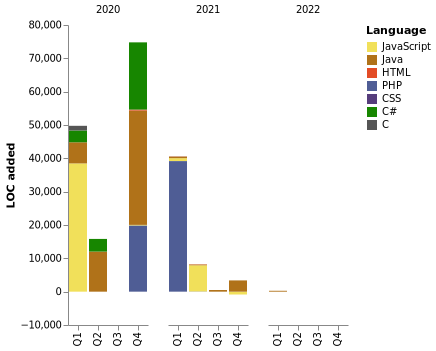 2020 2021 2022
LOC added
80,000
70,000
60,000
50,000
40,000
30,000
20,000
10,000
0
−10,000
Q1 Q2 Q3 Q4 Q1 Q2 Q3 Q4 Q1 Q2 Q3 Q4
Language
JavaScript
Java
HTML
PHP
CSS
C#
C